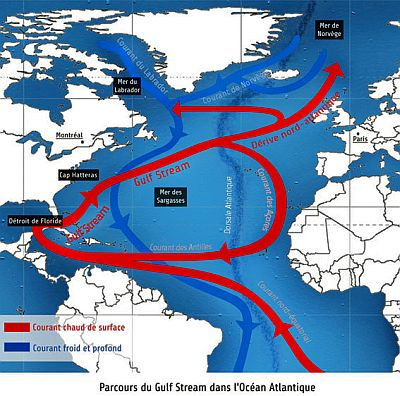 Mer de
Norvège
Courant du Labrador
Mer du
Labrador
Courant de Norvège
Dérive nord-atlantique
Montréal
Paris
Cap Hatteras
Gulf Stream
Mer des
Sargasses
Dorsale Atlantique
Courant des Açores
Détroit de Floride
Gulf Stream
Courant des Antilles
Courant nord-équatorial
Courant chaud de surface
Courant froid et profond
Parcours du Gulf Stream dans l'Océan Atlantique